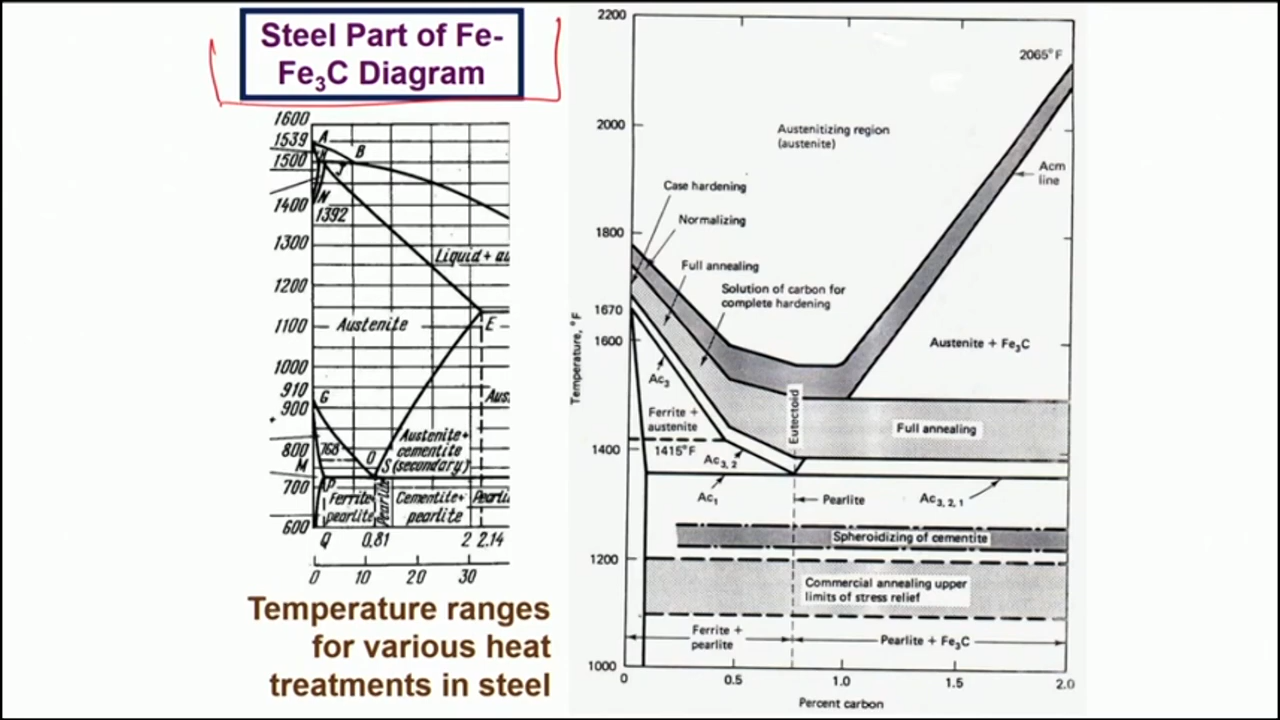 Steel Part of Fe-
Fe₃C Diagram
1600
1539
1500
1400
1300
1200
1100
1000
910
900
800
M
700
600
A
B
H
J
N
1392
Liquid + au
Austenite
E
G
Aus
768
O
Austenite+
cementite
S (secondary)
P
Ferrite+
pearlite
Pearlite
Cementite+
pearlite
Pearli
Q
0,81
2
2.14
0
10
20
30
Temperature ranges
for various heat
treatments in steel
2200
2000
1800
1670
1600
1400
1200
1000
Temperature, °F
2065°F
Austenitizing region
(austenite)
Acm
line
Case hardening
Normalizing
Full annealing
Solution of carbon for
complete hardening
Austenite + Fe₃C
Ac₃
Ferrite +
austenite
Eutectoid
Full annealing
1415°F
Ac₃,₂
Ac₁
Pearlite
Ac₃,₂,₁
Spheroidizing of cementite
Commercial annealing upper
limits of stress relief
Ferrite +
pearlite
Pearlite + Fe₃C
0
0.5
1.0
1.5
2.0
Percent carbon